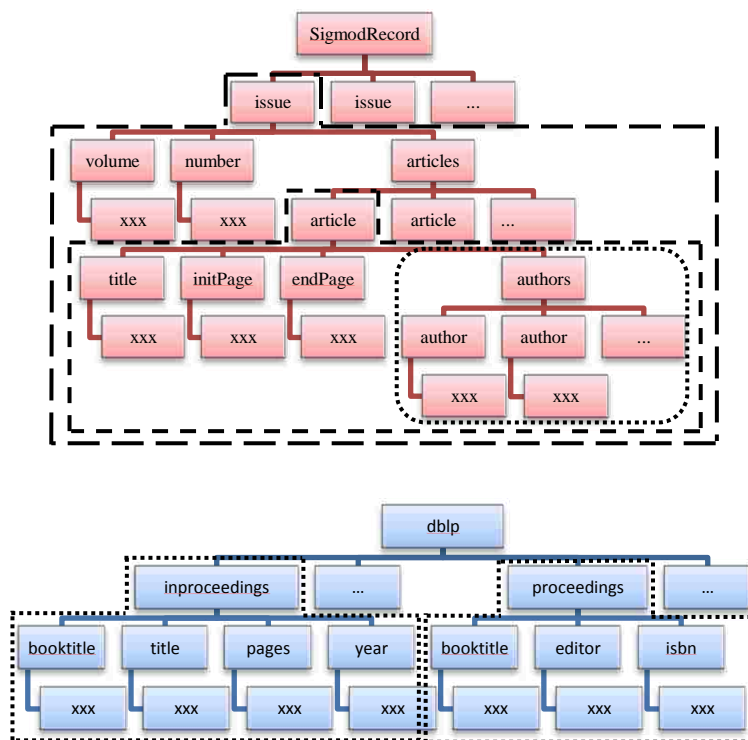 SigmodRecord
issue issue ...
volume number articles
xxx xxx article article ...
title initPage endPage authors
xxx xxx xxx author author ...
xxx xxx
dblp
inproceedings ... proceedings ...
booktitle title pages year booktitle editor isbn
xxx xxx xxx xxx xxx xxx xxx